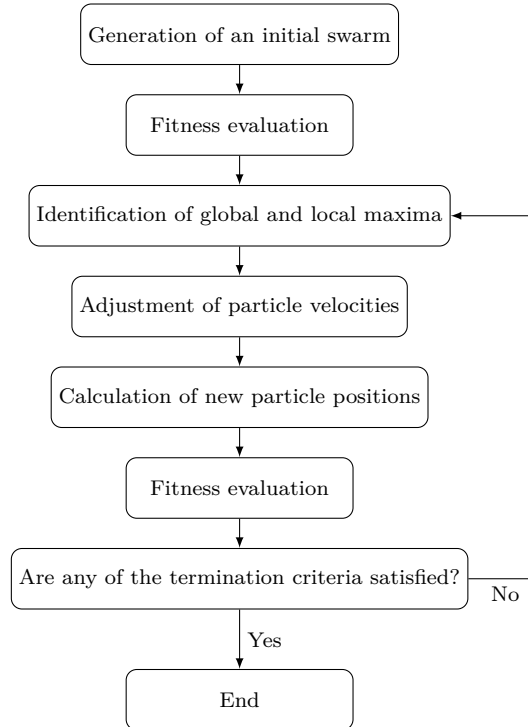 Generation of an initial swarm
Fitness evaluation
Identification of global and local maxima
Adjustment of particle velocities
Calculation of new particle positions
Fitness evaluation
Are any of the termination criteria satisfied?
No
Yes
End